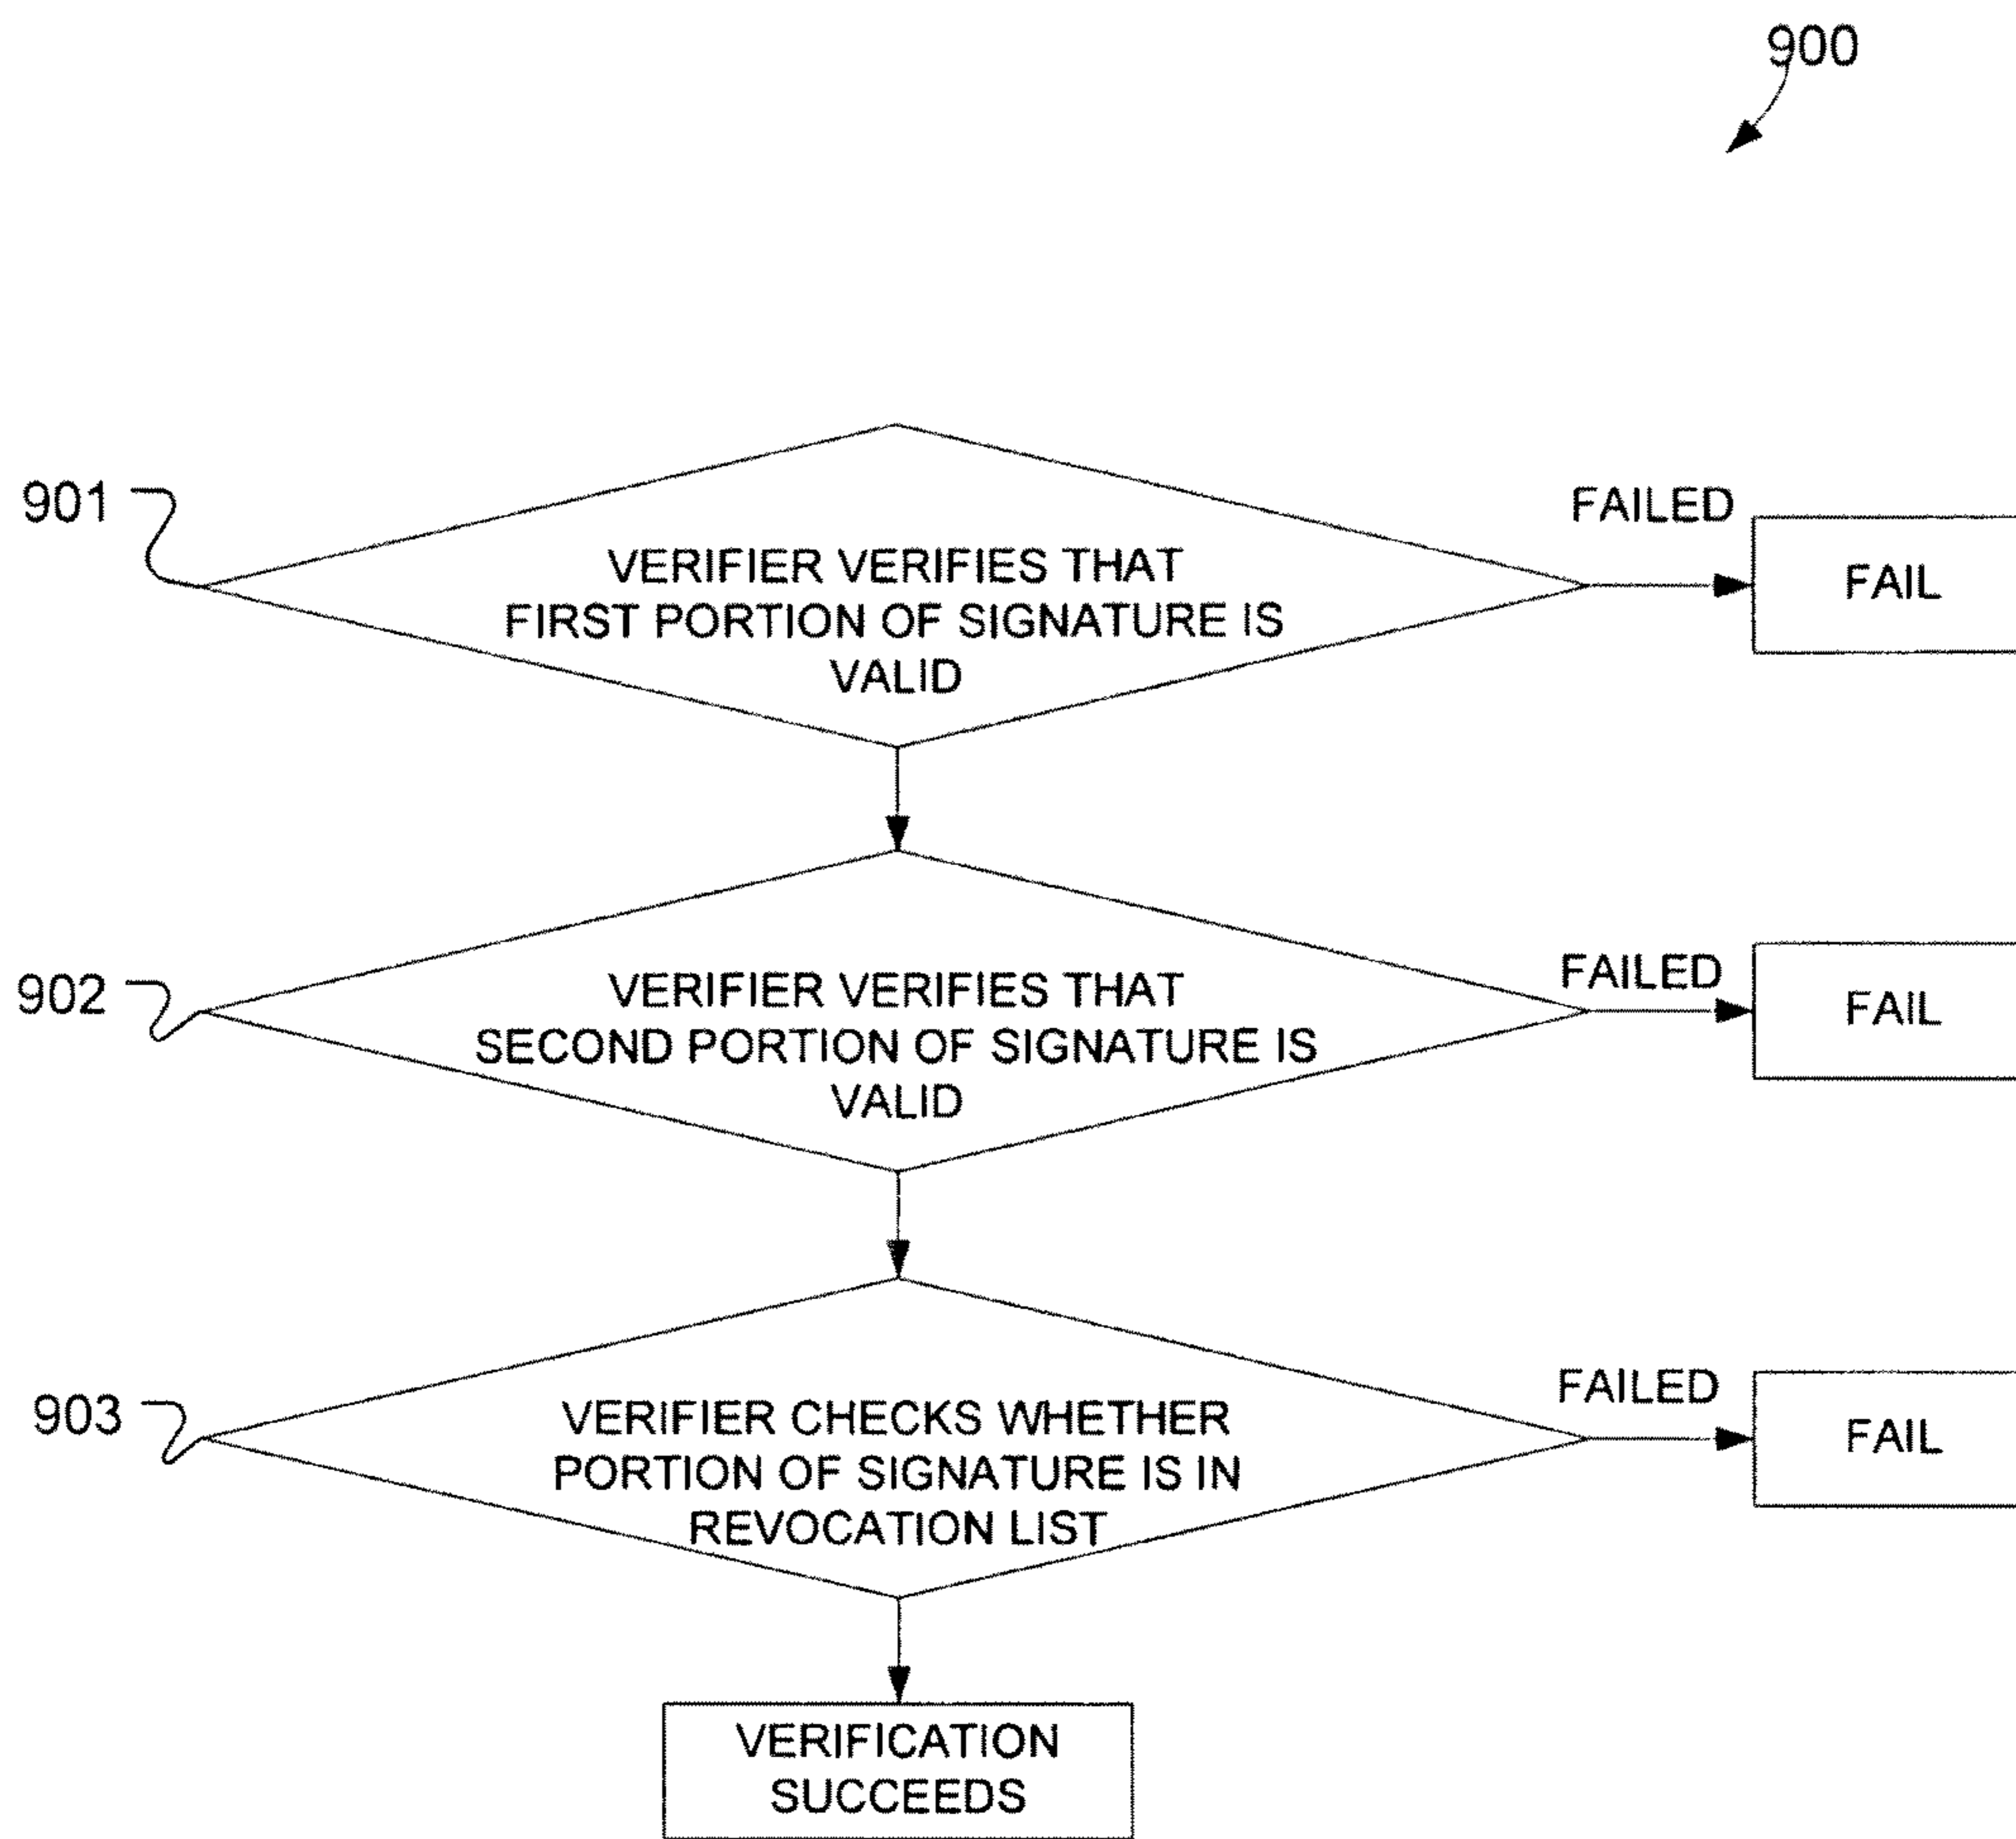 900
901
VERIFIER VERIFIES THAT
FIRST PORTION OF SIGNATURE IS
VALID
FAILED
FAIL
902
VERIFIER VERIFIES THAT
SECOND PORTION OF SIGNATURE IS
VALID
FAILED
FAIL
903
VERIFIER CHECKS WHETHER
PORTION OF SIGNATURE IS IN
REVOCATION LIST
FAILED
FAIL
VERIFICATION
SUCCEEDS